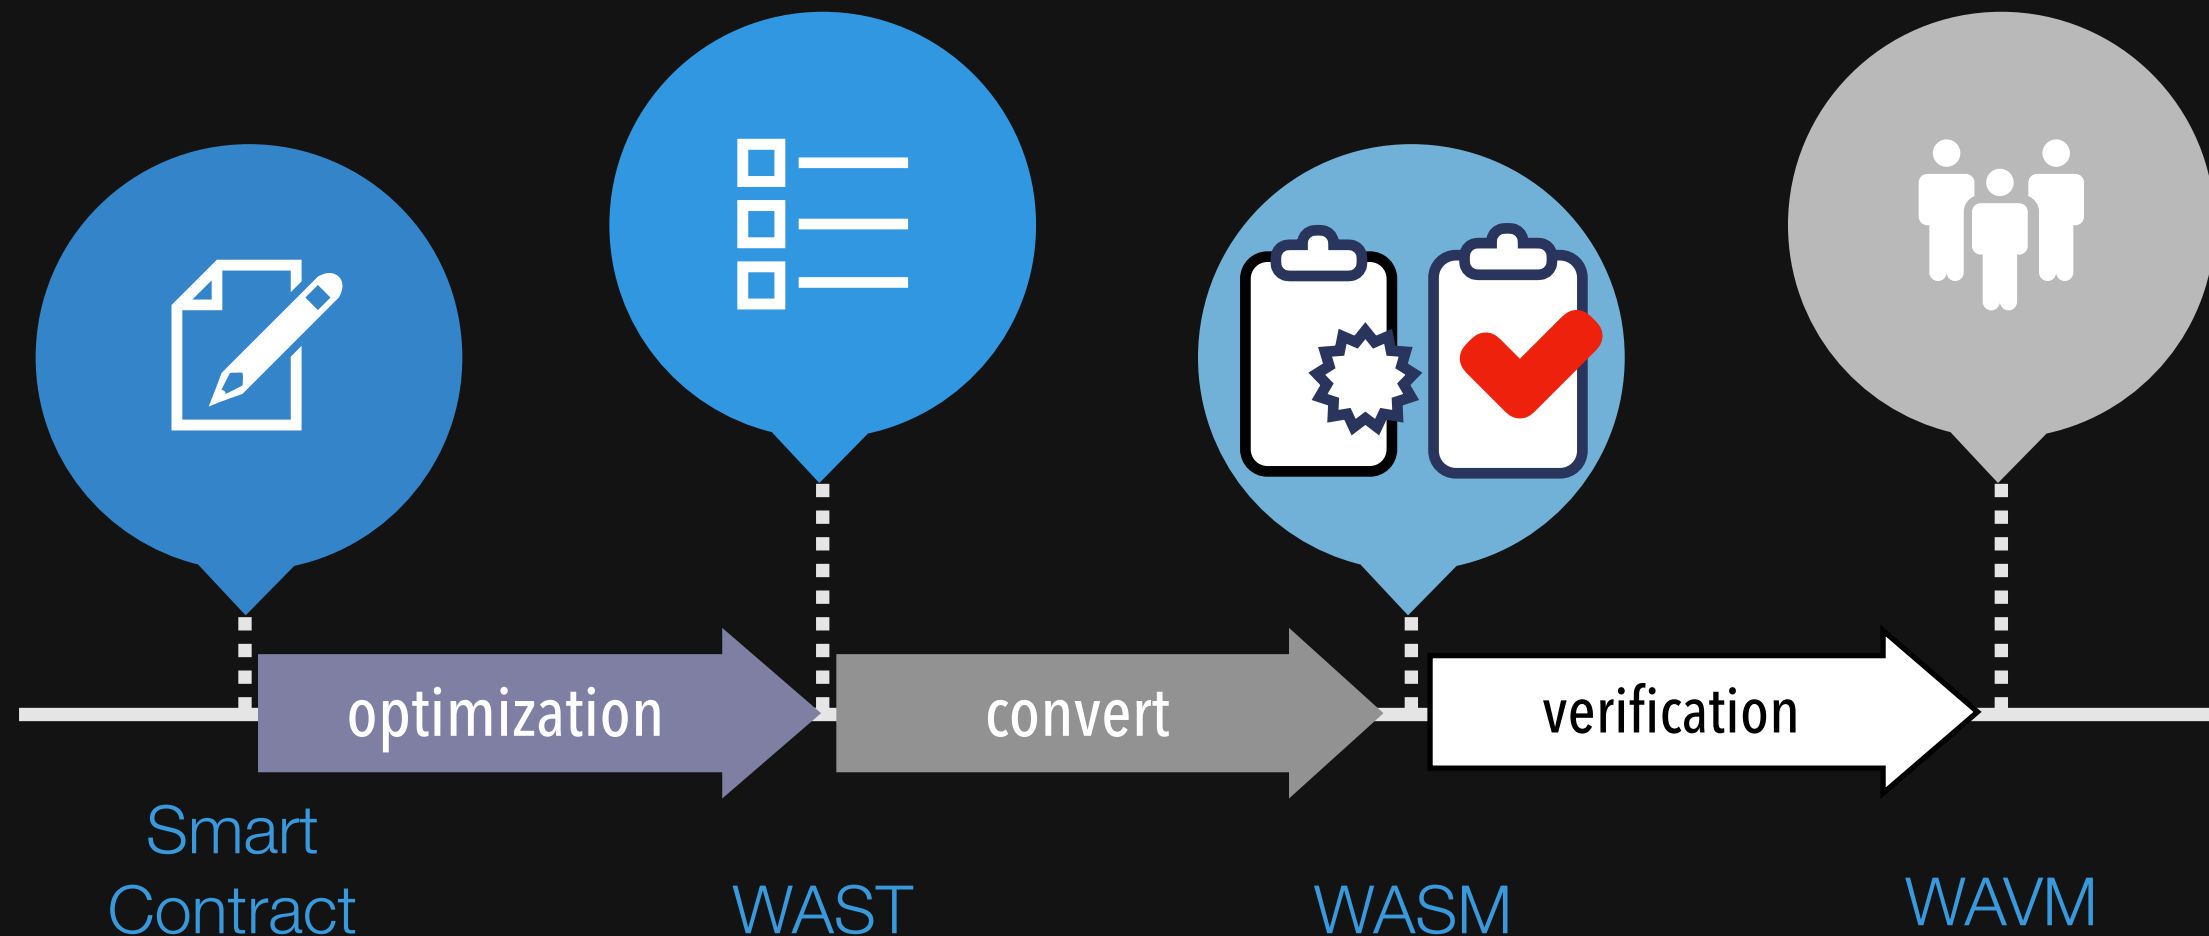 optimization
convert
verification
Smart
Contract
WAST
WASM
WAVM